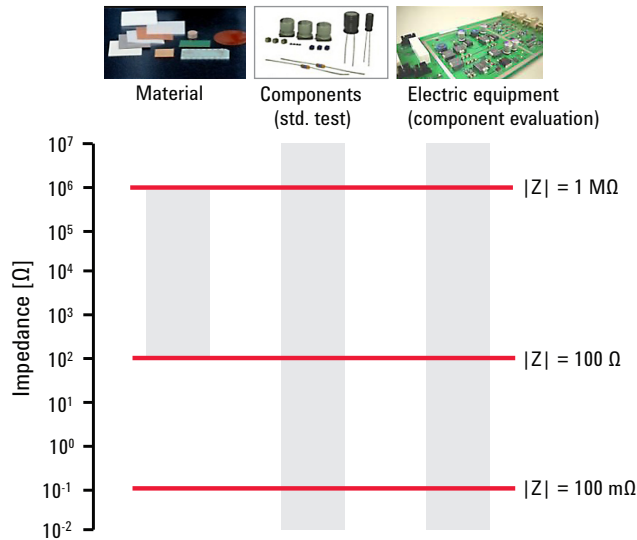 Material
Components
(std. test)
Electric equipment
(component evaluation)
Impedance [Ω]
10⁷
10⁶
10⁵
10⁴
10³
10²
10¹
10⁰
10⁻¹
10⁻²
|Z| = 1 MΩ
|Z| = 100 Ω
|Z| = 100 mΩ